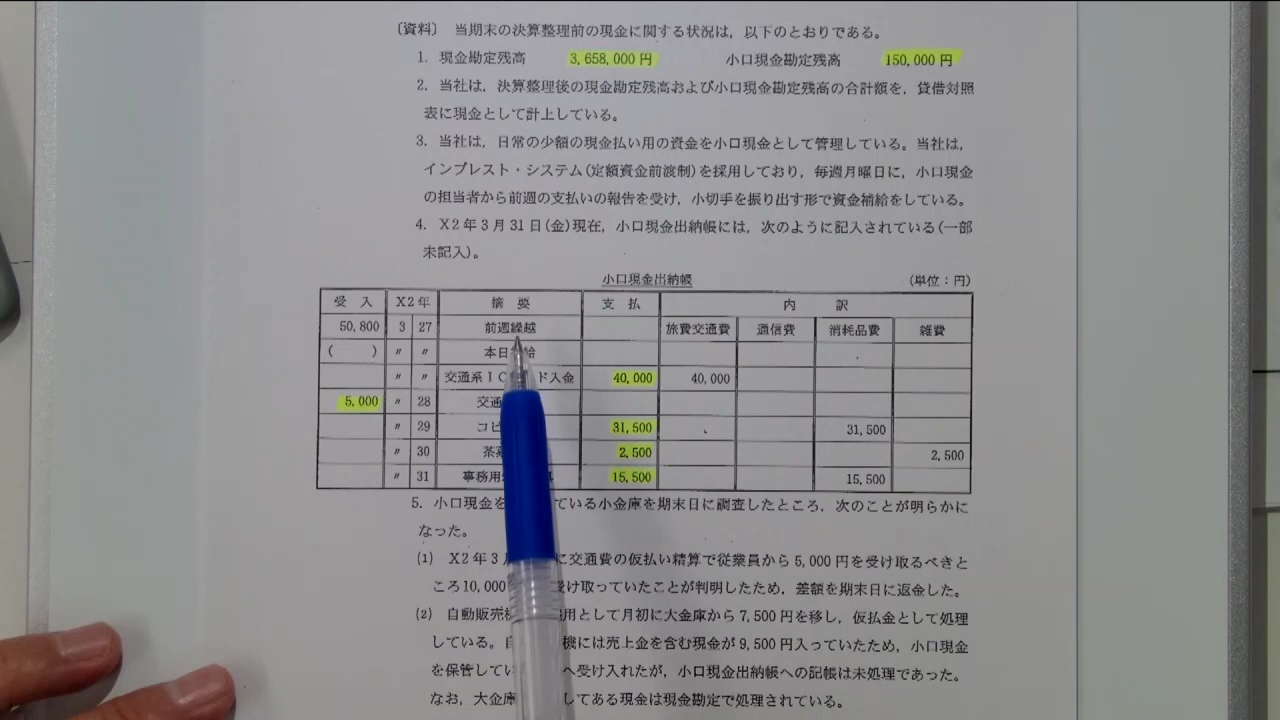 〔資料〕 当期末の決算整理前の現金に関する状況は,以下のとおりである。
1. 現金勘定残高 3,658,000円 小口現金勘定残高 150,000円
2. 当社は,決算整理後の現金勘定残高および小口現金勘定残高の合計額を,貸借対照
表に現金として計上している。
3. 当社は,日常の少額の現金払い用の資金を小口現金として管理している。当社は,
インプレスト・システム(定額資金前渡制)を採用しており,毎週月曜日に,小口現金
の担当者から前週の支払いの報告を受け,小切手を振り出す形で資金補給をしている。
4. X2年3月31日(金)現在,小口現金出納帳には,次のように記入されている(一部
未記入)。
小口現金出納帳 (単位:円)
受 入 X2年 摘 要 支 払 内 訳
旅費交通費 通信費 消耗品費 雑費
50,800 3 27 前週繰越
( ) 〃 〃 本日 給
〃 〃 交通系IC ド入金 40,000 40,000
5,000 〃 28 交通
〃 29 コピ 31,500 31,500
〃 30 茶 2,500 2,500
〃 31 事務用 15,500 15,500
5. 小口現金を ている小金庫を期末日に調査したところ,次のことが明らかに
なった。
(1) X2年3月 に交通費の仮払い精算で従業員から5,000円を受け取るべきと
ころ10,000 受け取っていたことが判明したため,差額を期末日に返金した。
(2) 自動販売 用として月初に大金庫から7,500円を移し,仮払金として処理
している。自 機には売上金を含む現金が9,500円入っていたため,小口現金
を保管してい へ受け入れたが,小口現金出納帳への記帳は未処理であった。
なお,大金庫 してある現金は現金勘定で処理されている。